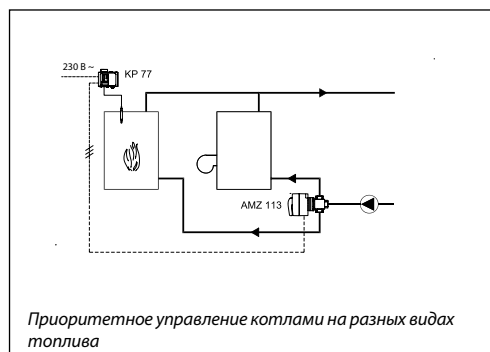 230 В ~
KP 77
AMZ 113
Приоритетное управление котлами на разных видах
топлива